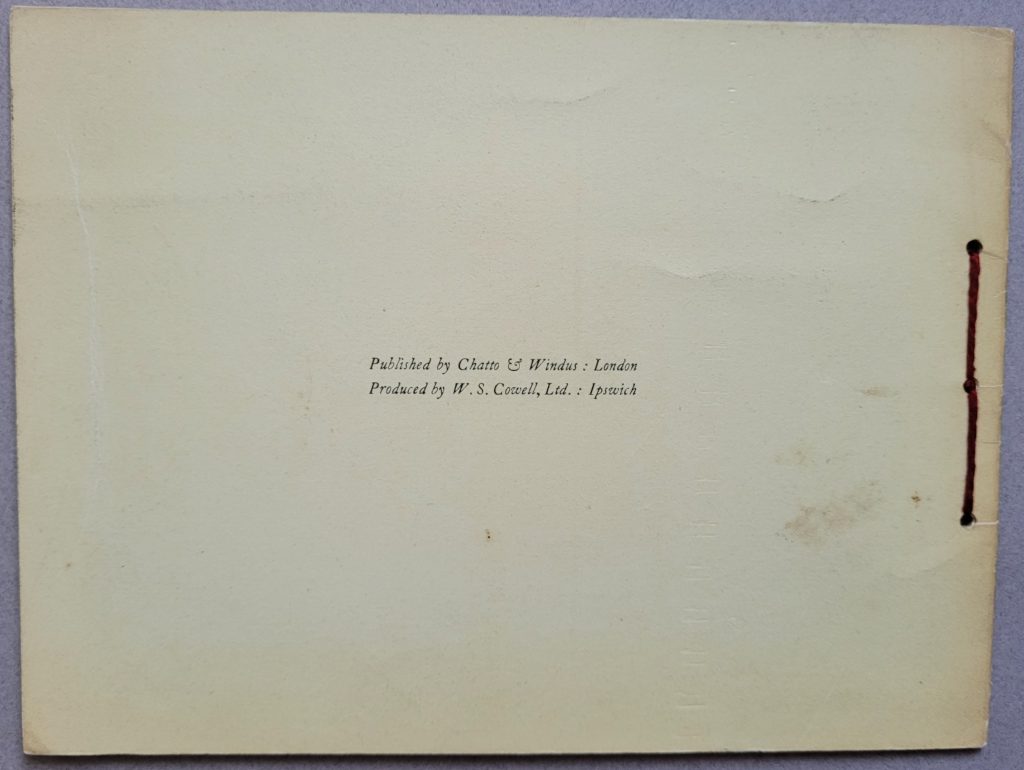 Published by Chatto & Windus : London
Produced by W. S. Cowell, Ltd. : Ipswich